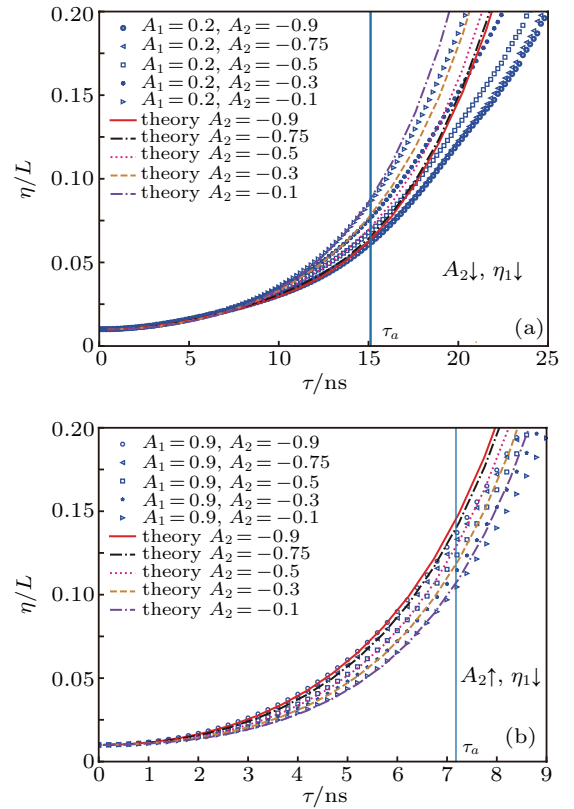 0.20
0.15
0.10
0.05
0
η/L
A₁=0.2, A₂=−0.9
A₁=0.2, A₂=−0.75
A₁=0.2, A₂=−0.5
A₁=0.2, A₂=−0.3
A₁=0.2, A₂=−0.1
theory A₂=−0.9
theory A₂=−0.75
theory A₂=−0.5
theory A₂=−0.3
theory A₂=−0.1
A₂↓, η₁↓
τₐ
(a)
0 5 10 15 20 25
τ/ns
0.20
0.15
0.10
0.05
0
η/L
A₁=0.9, A₂=−0.9
A₁=0.9, A₂=−0.75
A₁=0.9, A₂=−0.5
A₁=0.9, A₂=−0.3
A₁=0.9, A₂=−0.1
theory A₂=−0.9
theory A₂=−0.75
theory A₂=−0.5
theory A₂=−0.3
theory A₂=−0.1
A₂↑, η₁↓
τₐ
(b)
0 1 2 3 4 5 6 7 8 9
τ/ns